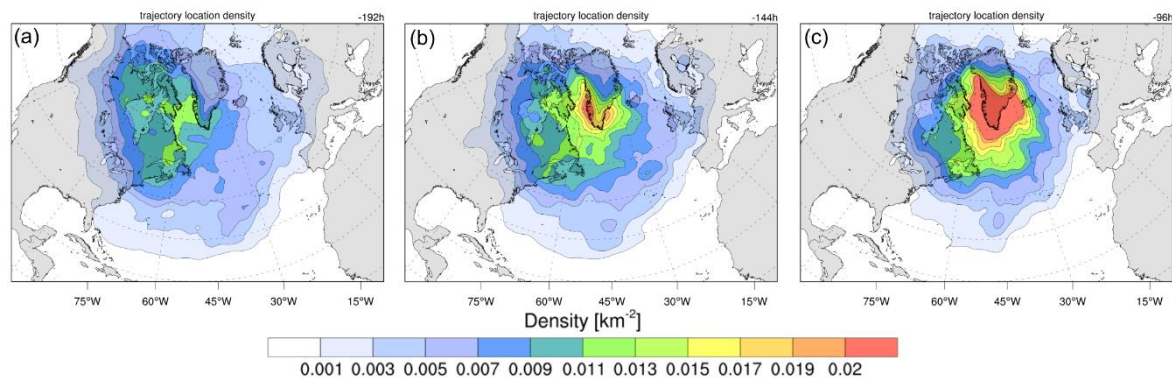 trajectory location density -192h
trajectory location density -144h
trajectory location density -96h
(a)
(b)
(c)
75°W 60°W 45°W 30°W 15°W
75°W 60°W 45°W 30°W 15°W
75°W 60°W 45°W 30°W 15°W
Density [km⁻²]
0.001 0.003 0.005 0.007 0.009 0.011 0.013 0.015 0.017 0.019 0.02